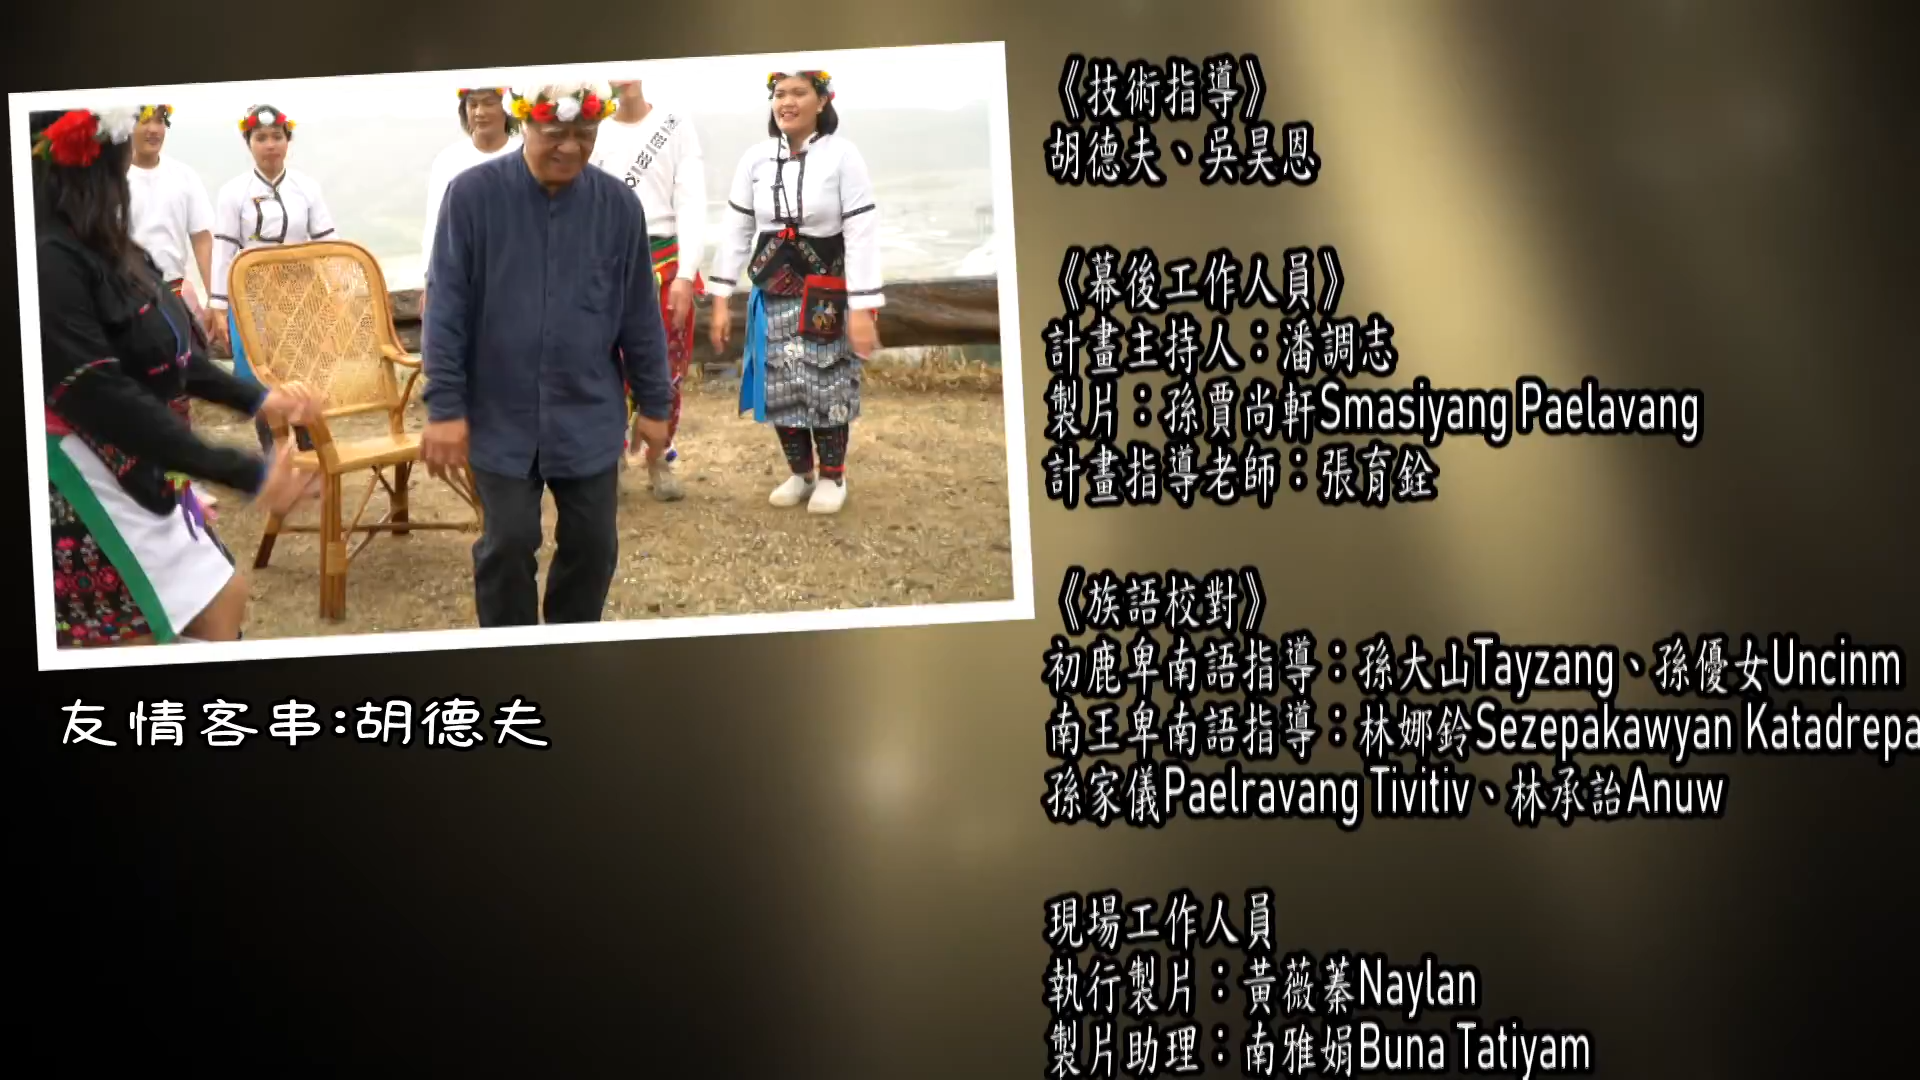 《技術指導》
胡德夫、吳昊恩
《幕後工作人員》
計畫主持人：潘調志
製片：孫賈尚軒Smasiyang Paelavang
計畫指導老師：張育銓
《族語校對》
初鹿卑南語指導：孫大山Tayzang、孫優女Uncinm
南王卑南語指導：林娜鈴Sezepakawyan Katadrepa
孫家儀Paelravang Tivitiv、林承詒Anuw
現場工作人員
執行製片：黃薇蓁Naylan
製片助理：南雅娟Buna Tatiyam
友情客串:胡德夫